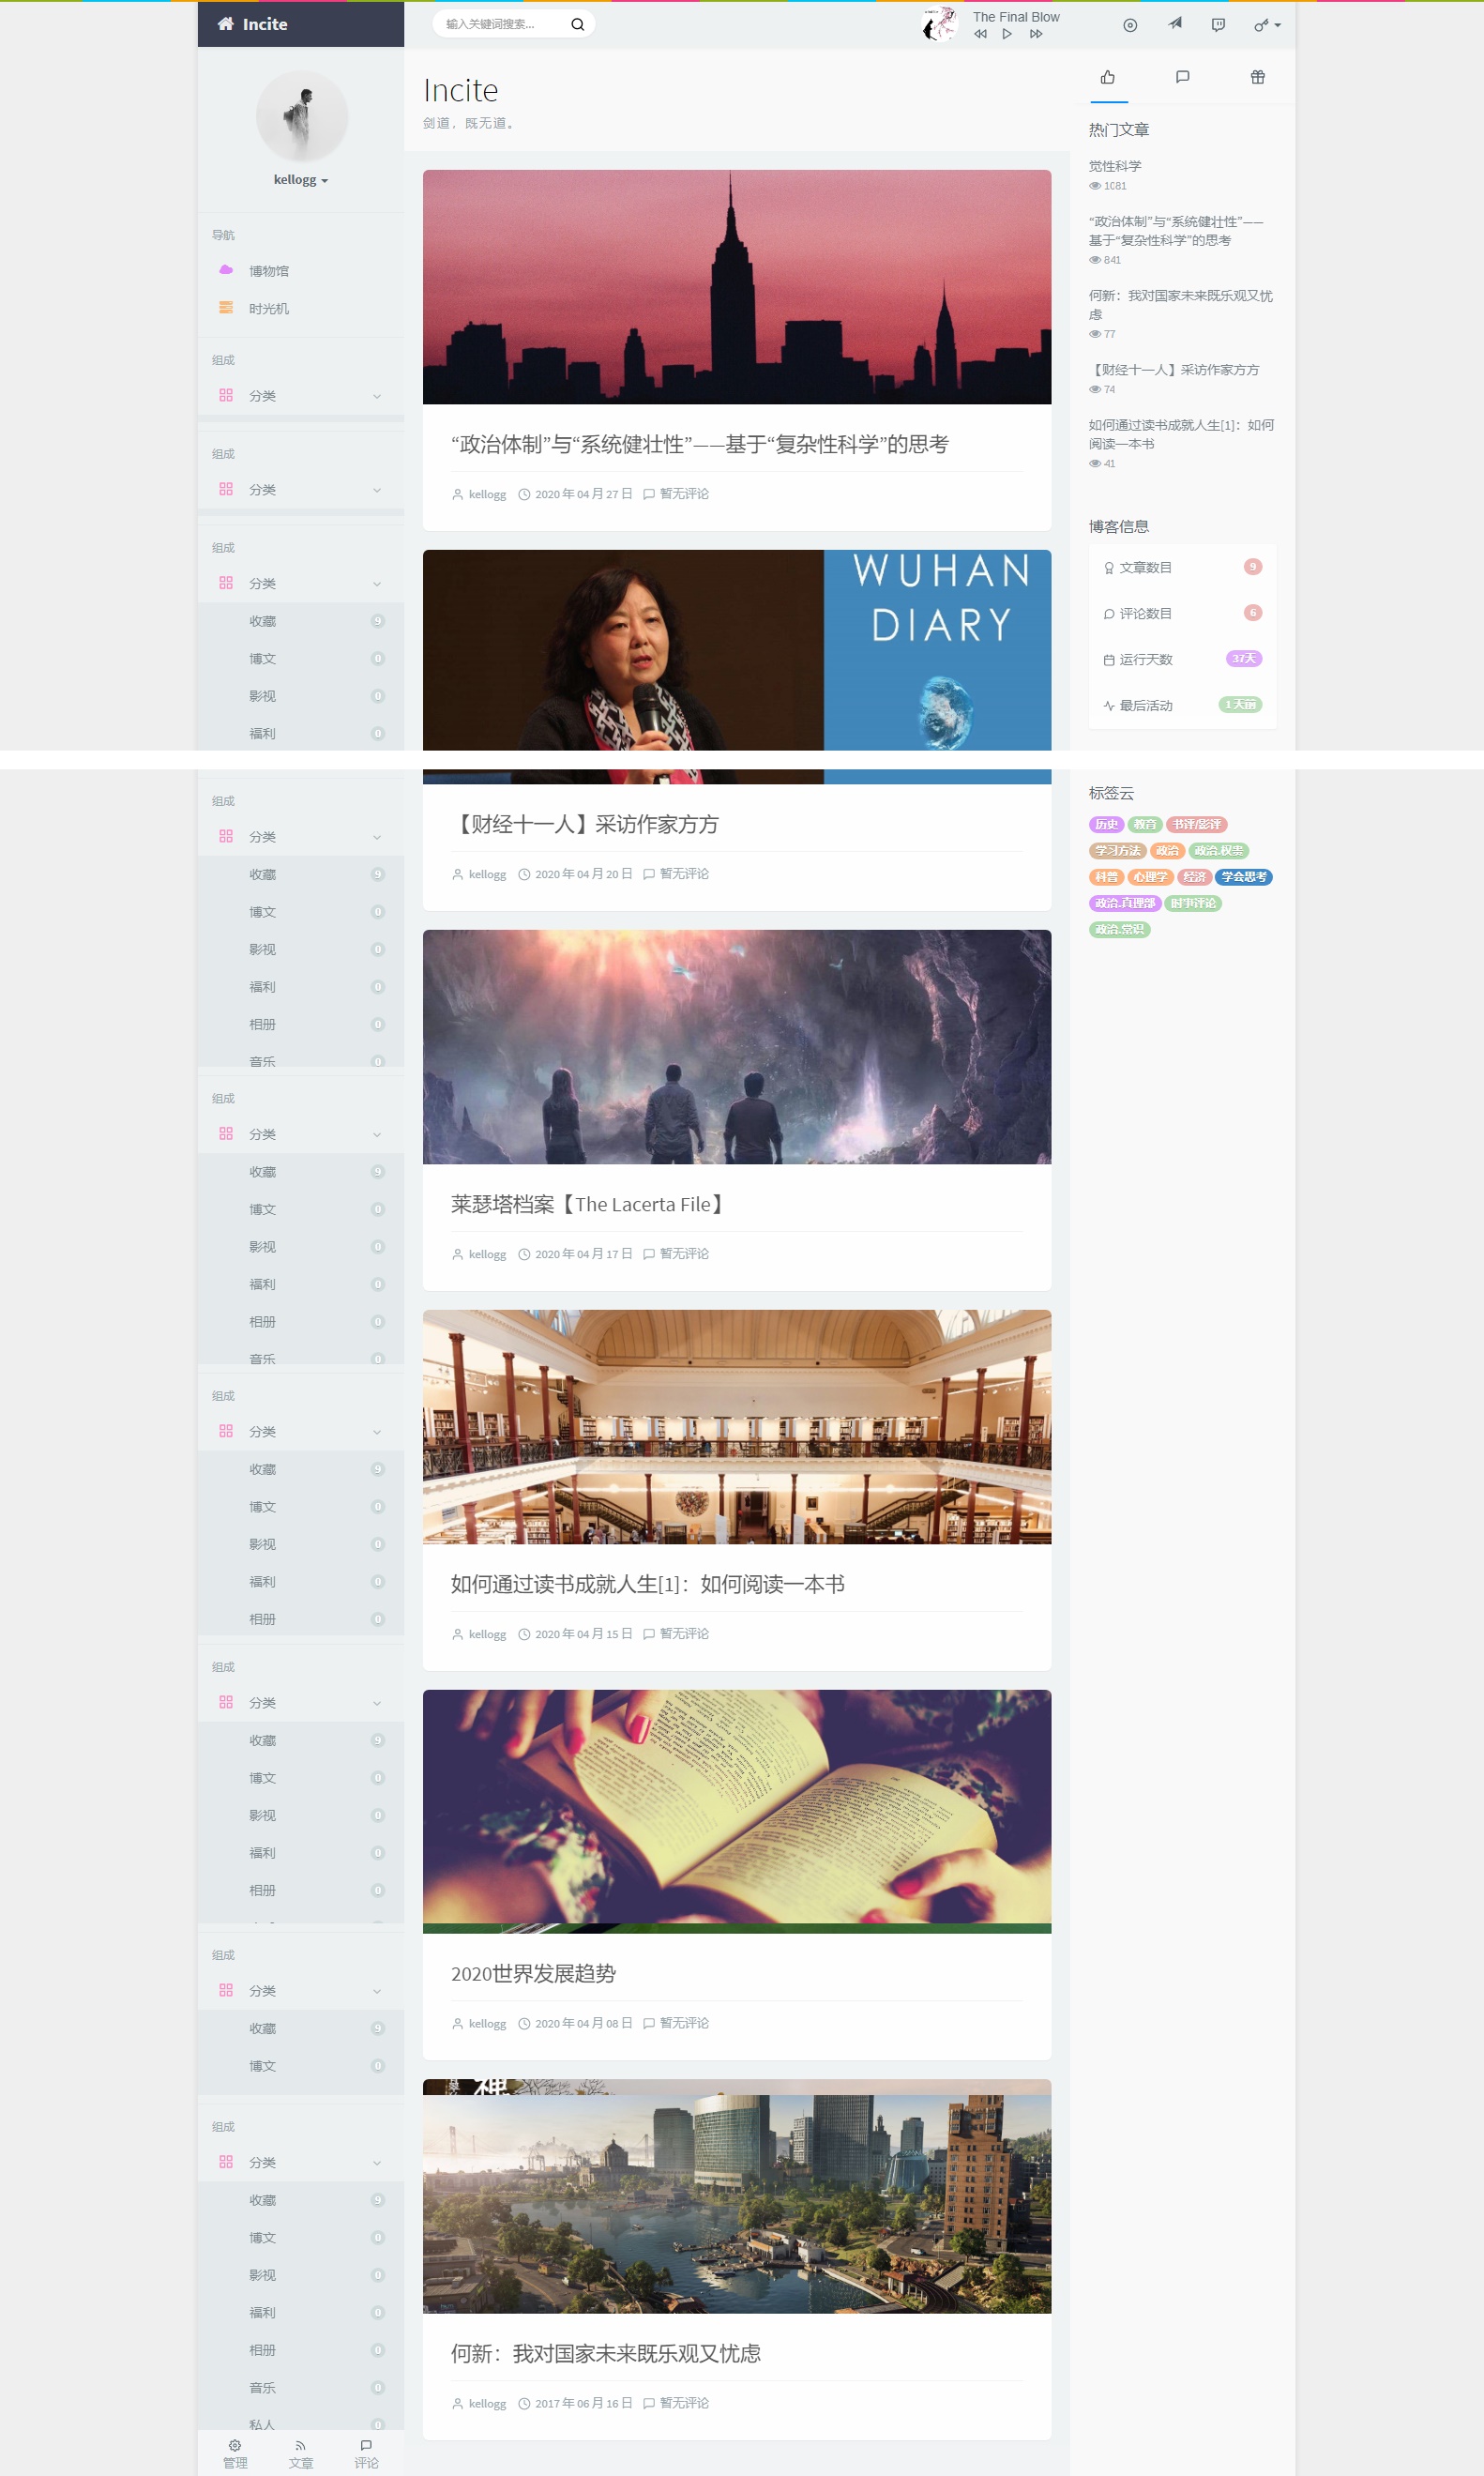 Incite
输入关键词搜索...
The Final Blow
kellogg
导航
博物馆
时光机
组成
分类
组成
分类
组成
分类
收藏 9
博文 0
影视 0
福利 0
Incite
剑道，既无道。
“政治体制”与“系统健壮性”——基于“复杂性科学”的思考
kellogg 2020 年 04 月 27 日 暂无评论
WUHAN
DIARY
热门文章
觉性科学
1081
“政治体制”与“系统健壮性”——
基于“复杂性科学”的思考
841
何新：我对国家未来既乐观又忧
虑
77
【财经十一人】采访作家方方
74
如何通过读书成就人生[1]：如何
阅读一本书
41
博客信息
文章数目 9
评论数目 6
运行天数 37天
最后活动 1 天前
组成
分类
收藏 9
博文 0
影视 0
福利 0
相册 0
音乐 0
组成
分类
收藏 9
博文 0
影视 0
福利 0
相册 0
音乐 0
组成
分类
收藏 9
博文 0
影视 0
福利 0
相册 0
组成
分类
收藏 9
博文 0
影视 0
福利 0
相册 0
组成
分类
收藏 9
博文 0
组成
分类
收藏 9
博文 0
影视 0
福利 0
相册 0
音乐 0
私人 0
管理 文章 评论
【财经十一人】采访作家方方
kellogg 2020 年 04 月 20 日 暂无评论
莱瑟塔档案【The Lacerta File】
kellogg 2020 年 04 月 17 日 暂无评论
如何通过读书成就人生[1]：如何阅读一本书
kellogg 2020 年 04 月 15 日 暂无评论
2020世界发展趋势
kellogg 2020 年 04 月 08 日 暂无评论
何新：我对国家未来既乐观又忧虑
kellogg 2017 年 06 月 16 日 暂无评论
标签云
历史 教育 书评/影评
学习方法 政治 政治.权贵
科普 心理学 经济 学会思考
政治.真理部 时事评论
政治.常识